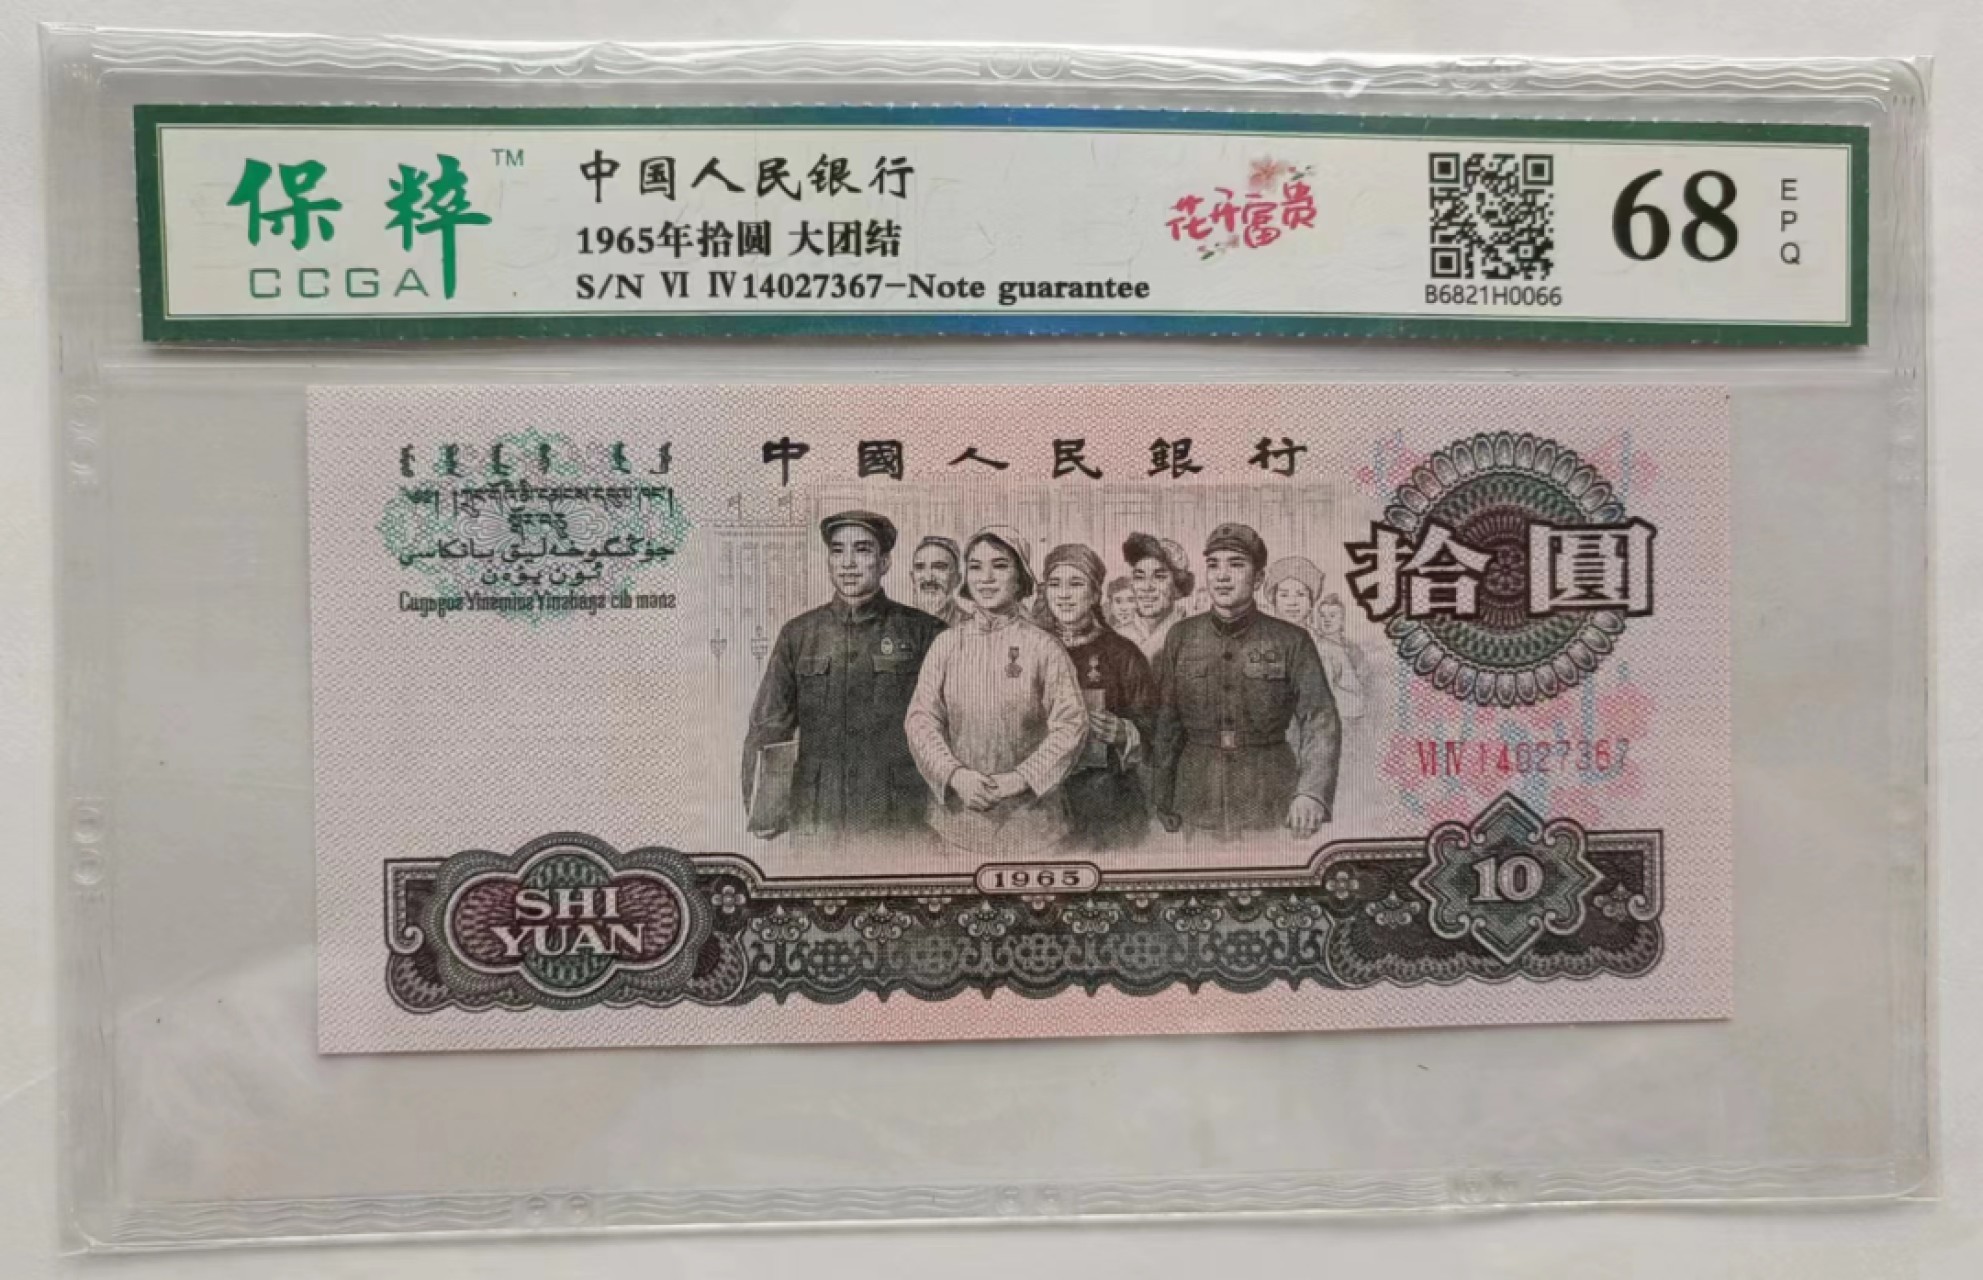 保粹™
CCGA
中国人民银行
1965年拾圆 大团结
S/N Ⅵ Ⅳ14027367-Note guarantee
花开富贵
B6821H0066
68
EPQ
中國人民銀行
拾圓
ⅥⅣ14027367
1965
SHI
YUAN
10